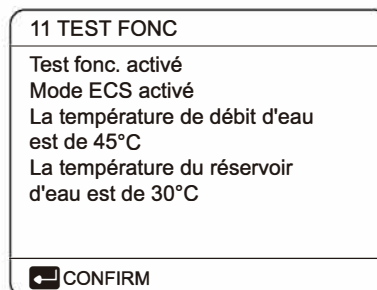 11 TEST FONC
Test fonc. activé
Mode ECS activé
La température de débit d'eau
est de 45°C
La température du réservoir
d'eau est de 30°C
CONFIRM